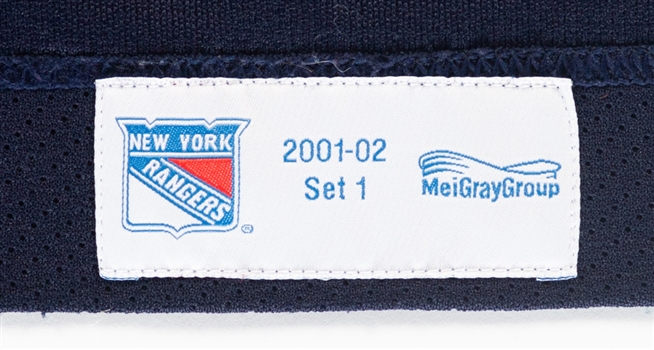 NEW YORK
RANGERS
2001-02
Set 1
MeiGrayGroup